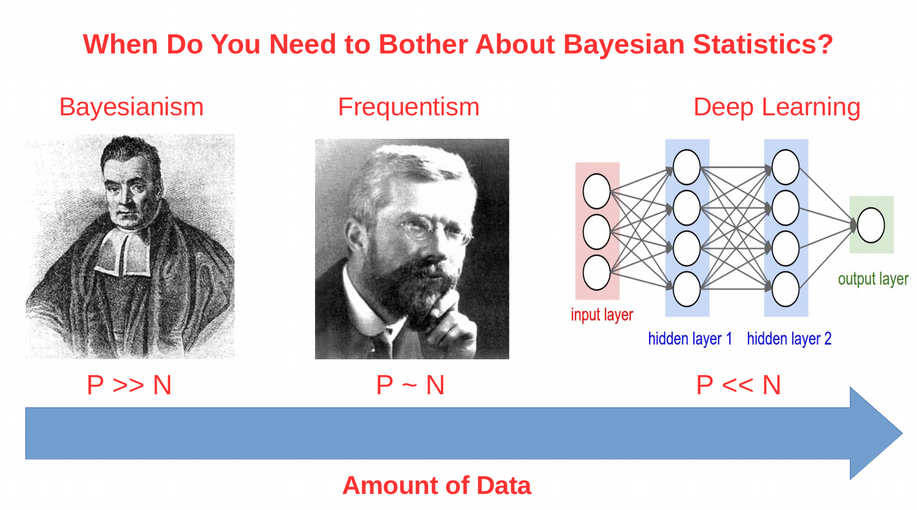 When Do You Need to Bother About Bayesian Statistics?
Bayesianism
Frequentism
Deep Learning
input layer
hidden layer 1
hidden layer 2
output layer
P >> N
P ~ N
P << N
Amount of Data